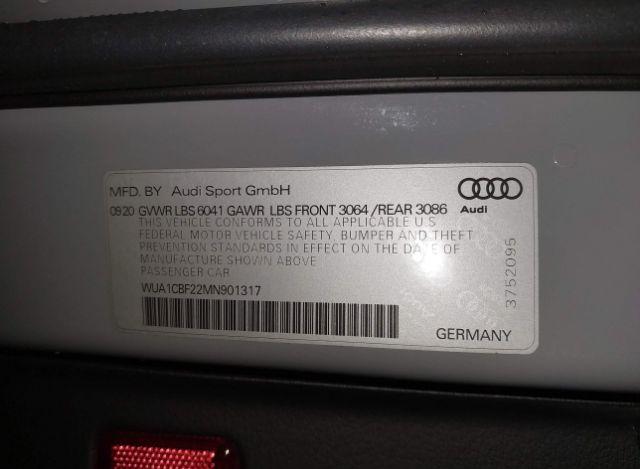 MFD. BY Audi Sport GmbH
09 20 GVWR LBS 6041 GAWR LBS FRONT 3064 / REAR 3086
Audi
THIS VEHICLE CONFORMS TO ALL APPLICABLE U.S
FEDERAL MOTOR VEHICLE SAFETY, BUMPER AND THEFT
PREVENTION STANDARDS IN EFFECT ON THE DATE OF
MANUFACTURE SHOWN ABOVE
PASSENGER CAR
WUA1CBF22MN901317
3752095
GERMANY